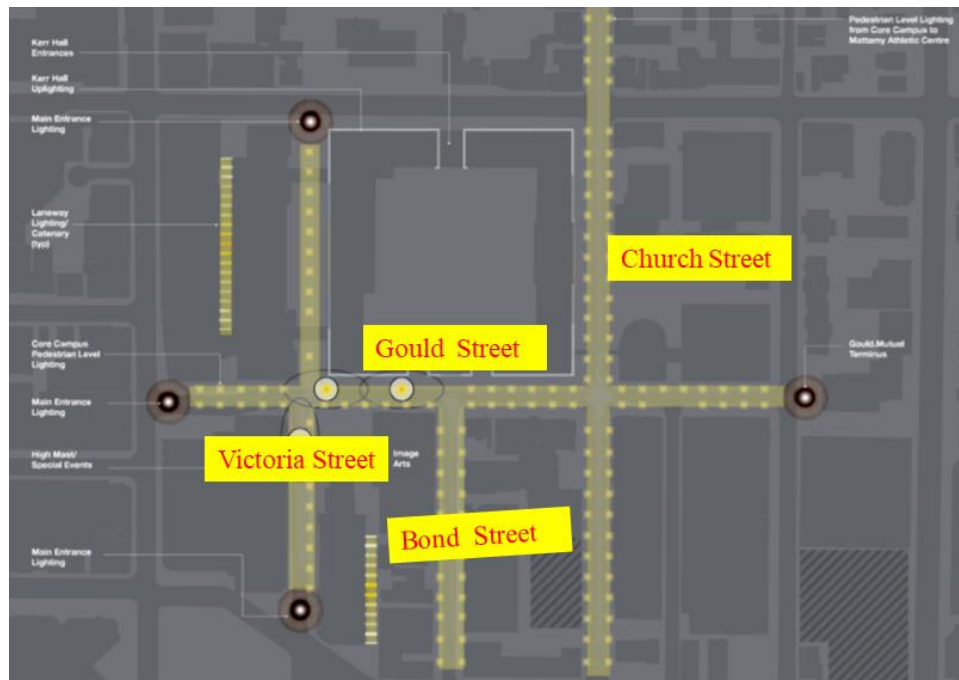 Kerr Hall
Entrances
Kerr Hall
Uplighting
Main Entrance
Lighting
Laneway
Lighting/
Catenary
(typ)
Core Campus
Pedestrian Level
Lighting
Main Entrance
Lighting
High Mast/
Special Events
Main Entrance
Lighting
Pedestrian Level Lighting
from Core Campus to
Mattamy Athletic Centre
Church Street
Gould Street
Gould.Mutual
Terminus
Victoria Street
Image
Arts
Bond Street